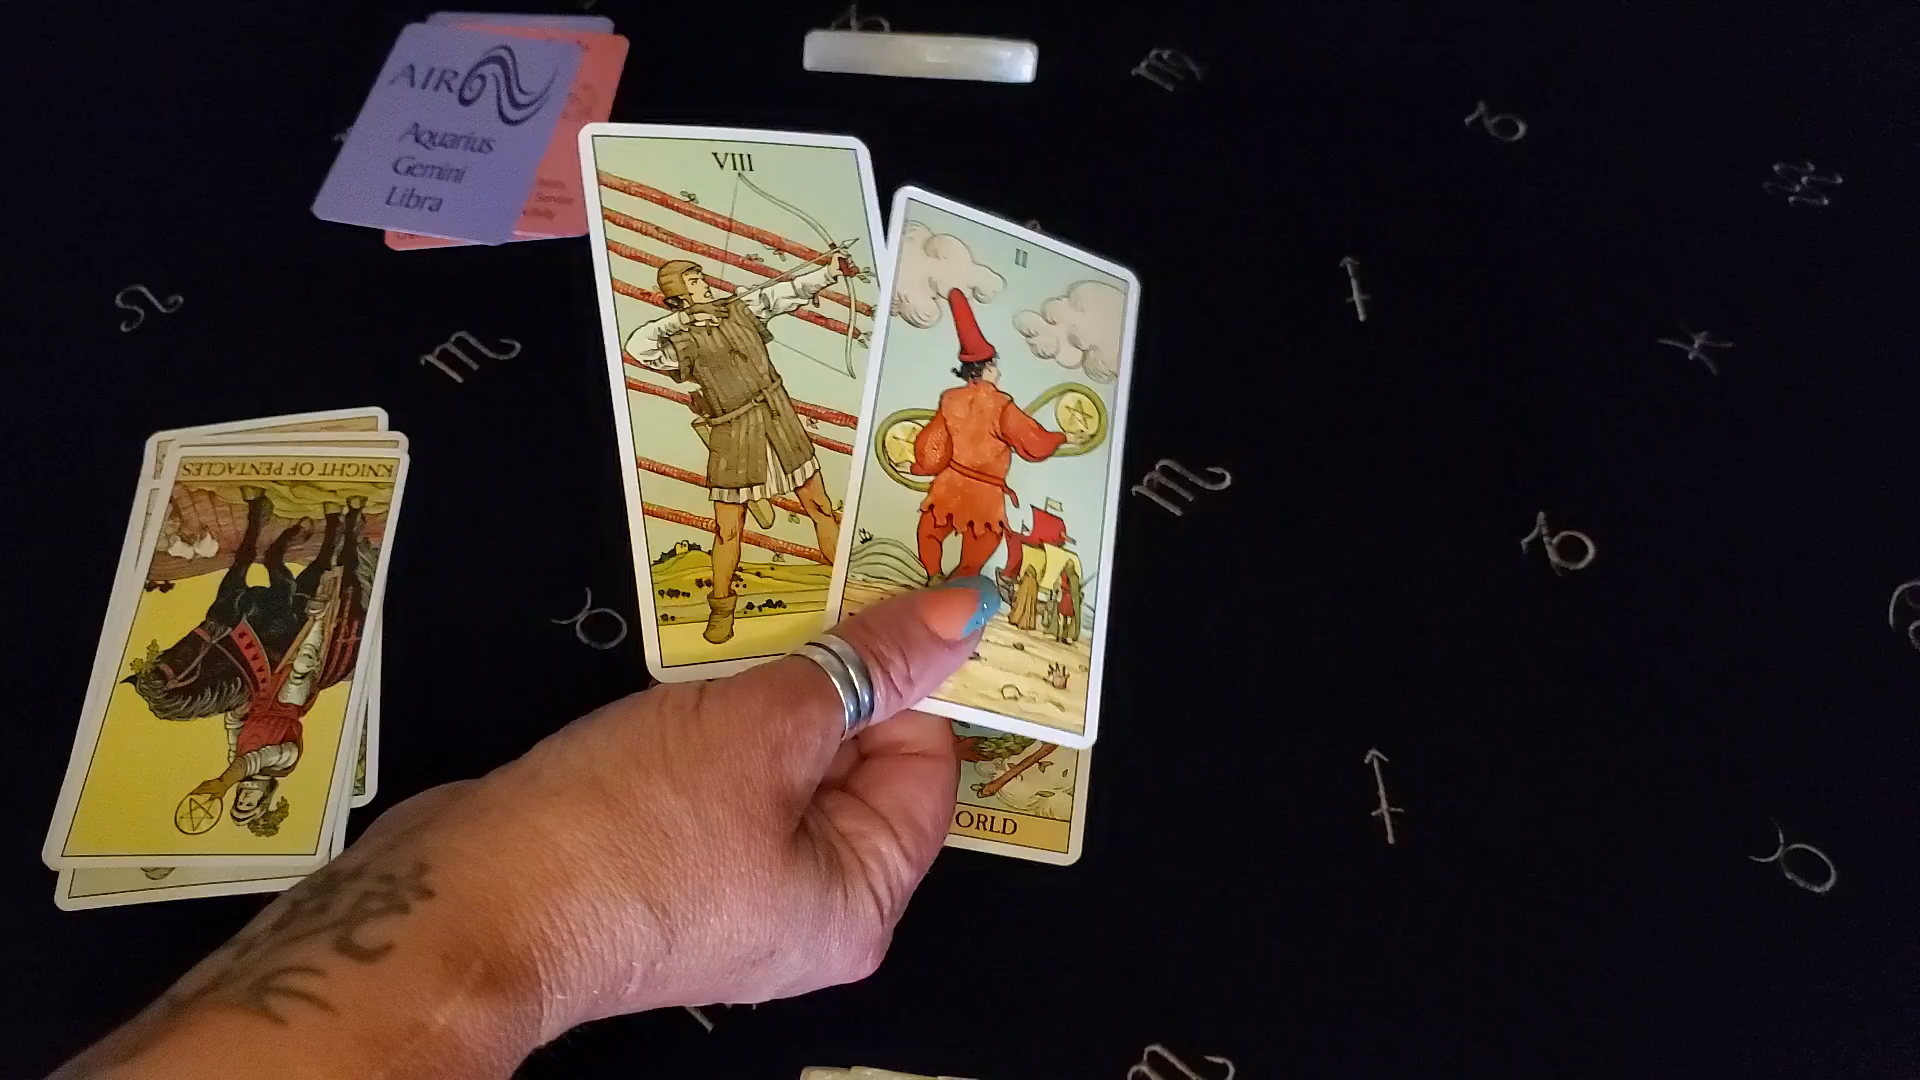 AIR
Aquarius
Gemini
Libra
VIII
II
KNIGHT OF PENTACLES
ORLD